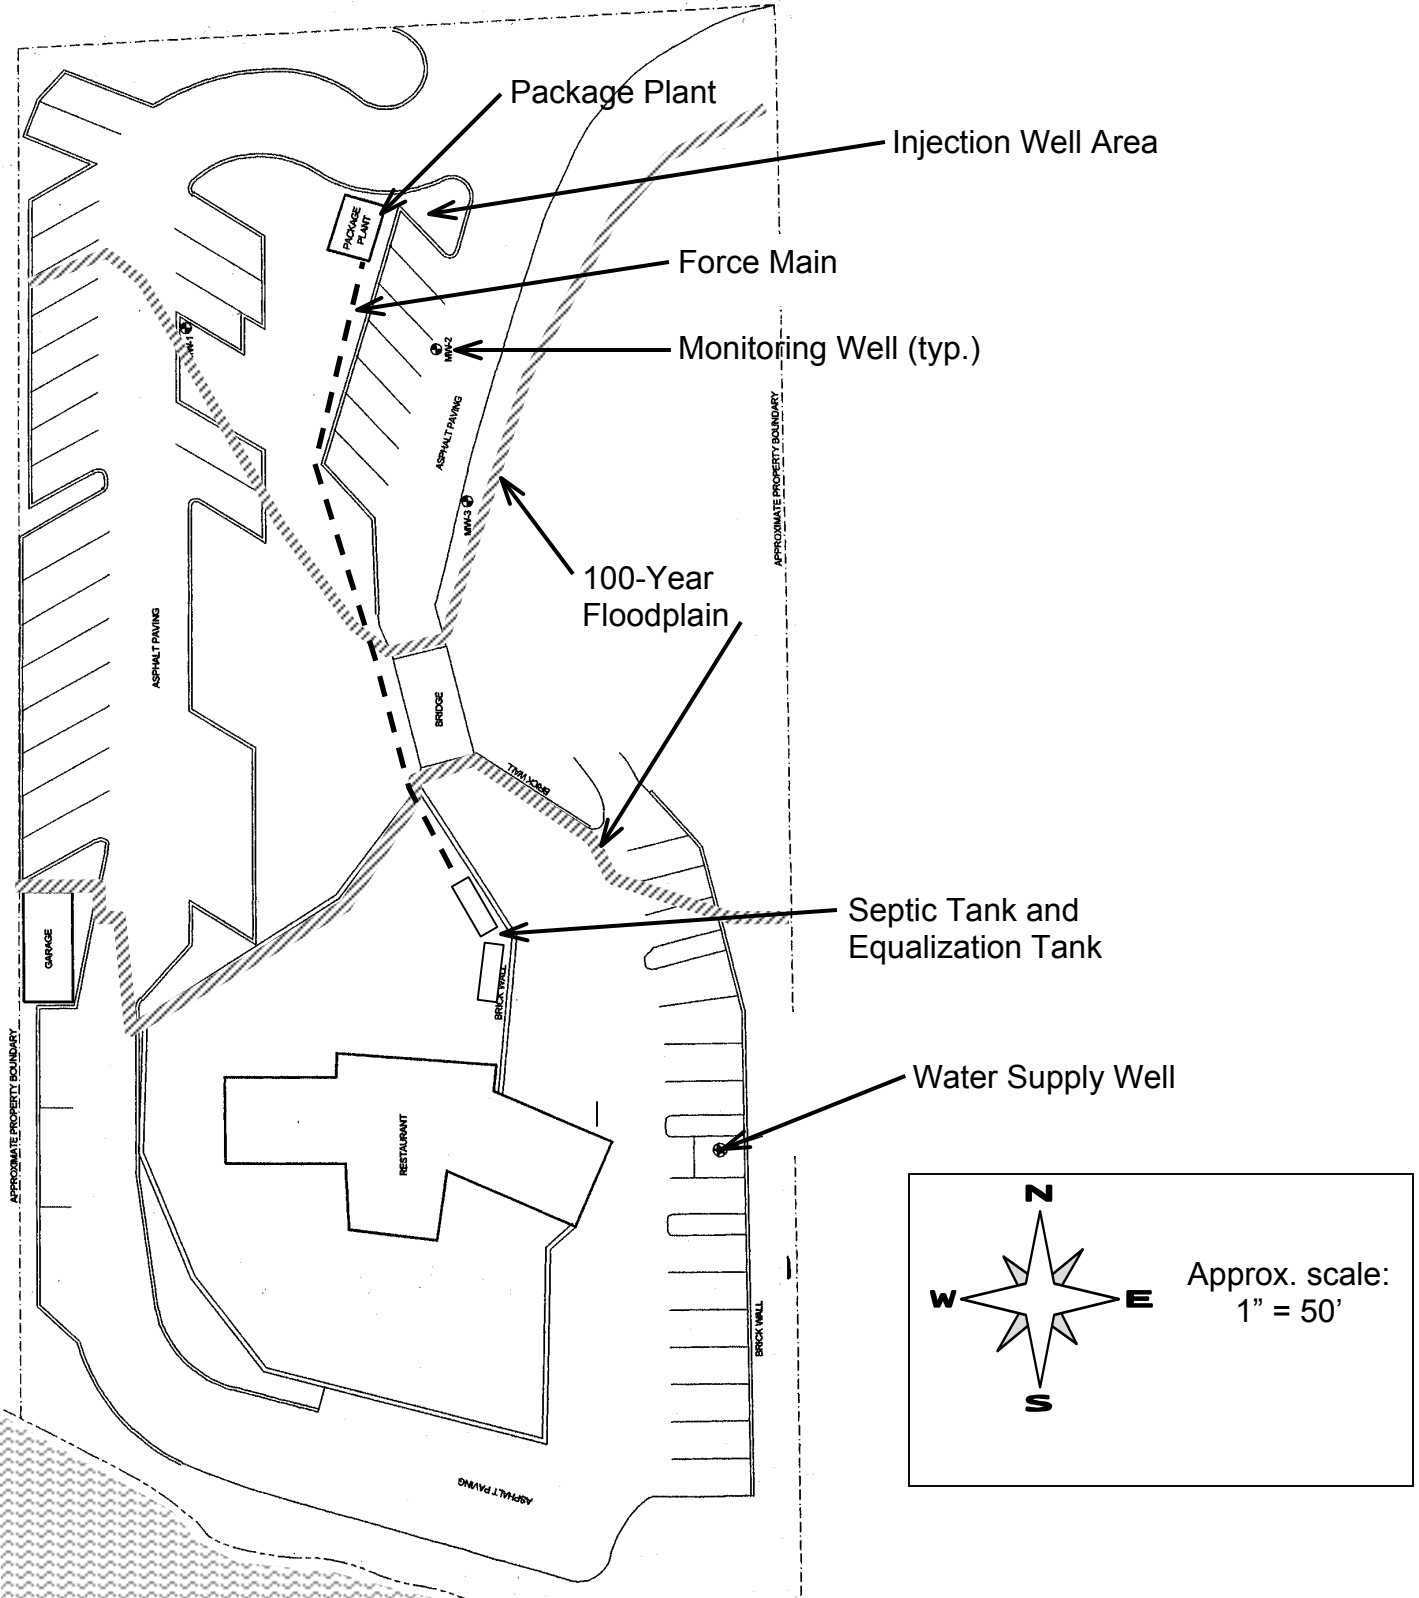 Package Plant
Injection Well Area
PACKAGE
PLANT
Force Main
W-1
MW-2
Monitoring Well (typ.)
ASPHALT PAVING
APPROXIMATE PROPERTY BOUNDARY
MW-3
100-Year
Floodplain
ASPHALT PAVING
BRIDGE
BRICK WALL
Septic Tank and
Equalization Tank
GARAGE
BRICK WALL
APPROXIMATE PROPERTY BOUNDARY
Water Supply Well
RESTAURANT
N
W
E
S
Approx. scale:
1” = 50’
BRICK WALL
ASPHALT PAVING